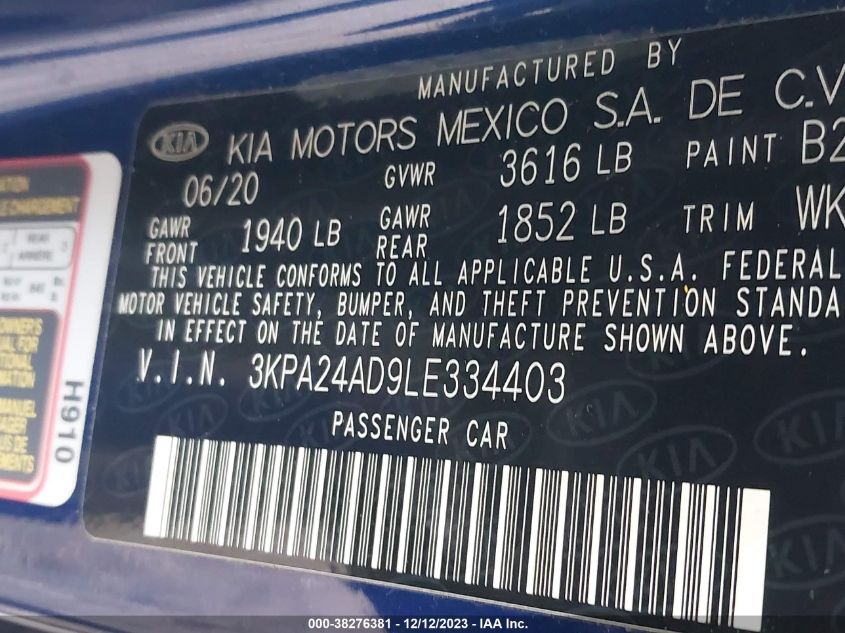 MANUFACTURED BY
KIA KIA MOTORS MEXICO S.A. DE C.V
06/20 GVWR 3616 LB PAINT B2
GAWR FRONT 1940 LB GAWR REAR 1852 LB TRIM WK
THIS VEHICLE CONFORMS TO ALL APPLICABLE U.S.A. FEDERAL
MOTOR VEHICLE SAFETY, BUMPER, AND THEFT PREVENTION STANDA
IN EFFECT ON THE DATE OF MANUFACTURE SHOWN ABOVE.
V.I.N. 3KPA24AD9LE334403
PASSENGER CAR
H910
000-38276381 - 12/12/2023 - IAA Inc.